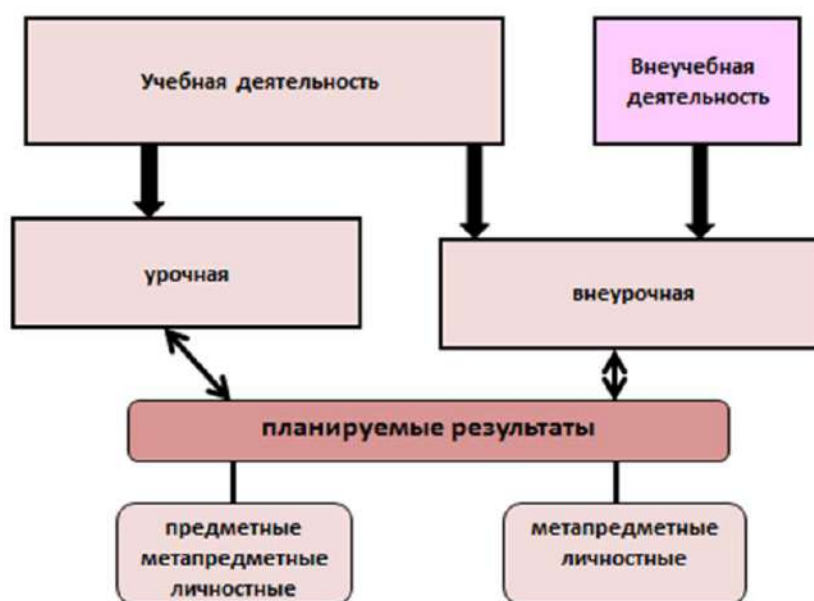 Учебная деятельность
Внеучебная
деятельность
урочная
внеурочная
планируемые результаты
предметные
метапредметные
личностные
метапредметные
личностные